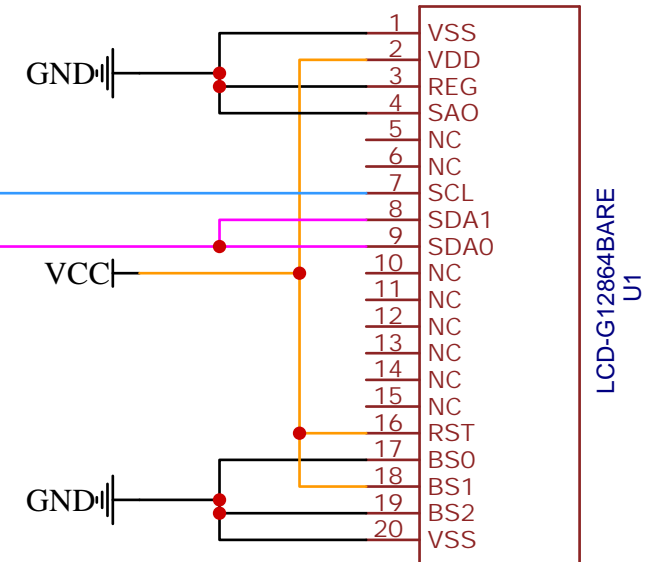 1 VSS
2 VDD
GND
3 REG
4 SAO
5 NC
6 NC
7 SCL
8 SDA1
9 SDA0
VCC
10 NC
11 NC
12 NC
13 NC
14 NC
15 NC
16 RST
17 BS0
18 BS1
GND
19 BS2
20 VSS
LCD-G12864BARE
U1